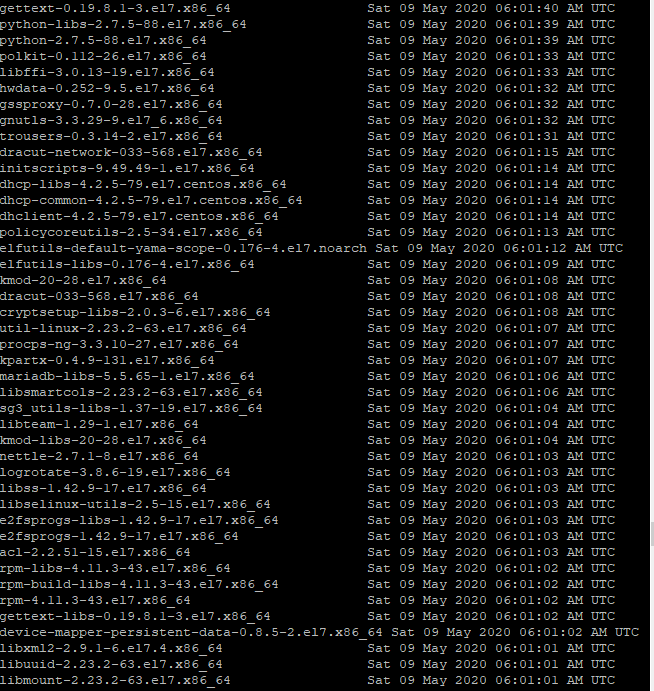 gettext-0.19.8.1-3.el7.x86_64 Sat 09 May 2020 06:01:40 AM UTC
python-libs-2.7.5-88.el7.x86_64 Sat 09 May 2020 06:01:39 AM UTC
python-2.7.5-88.el7.x86_64 Sat 09 May 2020 06:01:39 AM UTC
polkit-0.112-26.el7.x86_64 Sat 09 May 2020 06:01:33 AM UTC
libffi-3.0.13-19.el7.x86_64 Sat 09 May 2020 06:01:33 AM UTC
hwdata-0.252-9.5.el7.x86_64 Sat 09 May 2020 06:01:32 AM UTC
gssproxy-0.7.0-28.el7.x86_64 Sat 09 May 2020 06:01:32 AM UTC
gnutls-3.3.29-9.el7_6.x86_64 Sat 09 May 2020 06:01:32 AM UTC
trousers-0.3.14-2.el7.x86_64 Sat 09 May 2020 06:01:31 AM UTC
dracut-network-033-568.el7.x86_64 Sat 09 May 2020 06:01:15 AM UTC
initscripts-9.49.49-1.el7.x86_64 Sat 09 May 2020 06:01:14 AM UTC
dhcp-libs-4.2.5-79.el7.centos.x86_64 Sat 09 May 2020 06:01:14 AM UTC
dhcp-common-4.2.5-79.el7.centos.x86_64 Sat 09 May 2020 06:01:14 AM UTC
dhclient-4.2.5-79.el7.centos.x86_64 Sat 09 May 2020 06:01:14 AM UTC
policycoreutils-2.5-34.el7.x86_64 Sat 09 May 2020 06:01:13 AM UTC
elfutils-default-yama-scope-0.176-4.el7.noarch Sat 09 May 2020 06:01:12 AM UTC
elfutils-libs-0.176-4.el7.x86_64 Sat 09 May 2020 06:01:09 AM UTC
kmod-20-28.el7.x86_64 Sat 09 May 2020 06:01:08 AM UTC
dracut-033-568.el7.x86_64 Sat 09 May 2020 06:01:08 AM UTC
cryptsetup-libs-2.0.3-6.el7.x86_64 Sat 09 May 2020 06:01:08 AM UTC
util-linux-2.23.2-63.el7.x86_64 Sat 09 May 2020 06:01:07 AM UTC
procps-ng-3.3.10-27.el7.x86_64 Sat 09 May 2020 06:01:07 AM UTC
kpartx-0.4.9-131.el7.x86_64 Sat 09 May 2020 06:01:07 AM UTC
mariadb-libs-5.5.65-1.el7.x86_64 Sat 09 May 2020 06:01:06 AM UTC
libsmartcols-2.23.2-63.el7.x86_64 Sat 09 May 2020 06:01:06 AM UTC
sg3_utils-libs-1.37-19.el7.x86_64 Sat 09 May 2020 06:01:04 AM UTC
libteam-1.29-1.el7.x86_64 Sat 09 May 2020 06:01:04 AM UTC
kmod-libs-20-28.el7.x86_64 Sat 09 May 2020 06:01:04 AM UTC
nettle-2.7.1-8.el7.x86_64 Sat 09 May 2020 06:01:03 AM UTC
logrotate-3.8.6-19.el7.x86_64 Sat 09 May 2020 06:01:03 AM UTC
libss-1.42.9-17.el7.x86_64 Sat 09 May 2020 06:01:03 AM UTC
libselinux-utils-2.5-15.el7.x86_64 Sat 09 May 2020 06:01:03 AM UTC
e2fsprogs-libs-1.42.9-17.el7.x86_64 Sat 09 May 2020 06:01:03 AM UTC
e2fsprogs-1.42.9-17.el7.x86_64 Sat 09 May 2020 06:01:03 AM UTC
acl-2.2.51-15.el7.x86_64 Sat 09 May 2020 06:01:03 AM UTC
rpm-libs-4.11.3-43.el7.x86_64 Sat 09 May 2020 06:01:02 AM UTC
rpm-build-libs-4.11.3-43.el7.x86_64 Sat 09 May 2020 06:01:02 AM UTC
rpm-4.11.3-43.el7.x86_64 Sat 09 May 2020 06:01:02 AM UTC
gettext-libs-0.19.8.1-3.el7.x86_64 Sat 09 May 2020 06:01:02 AM UTC
device-mapper-persistent-data-0.8.5-2.el7.x86_64 Sat 09 May 2020 06:01:02 AM UTC
libxml2-2.9.1-6.el7.4.x86_64 Sat 09 May 2020 06:01:01 AM UTC
libuuid-2.23.2-63.el7.x86_64 Sat 09 May 2020 06:01:01 AM UTC
libmount-2.23.2-63.el7.x86_64 Sat 09 May 2020 06:01:01 AM UTC